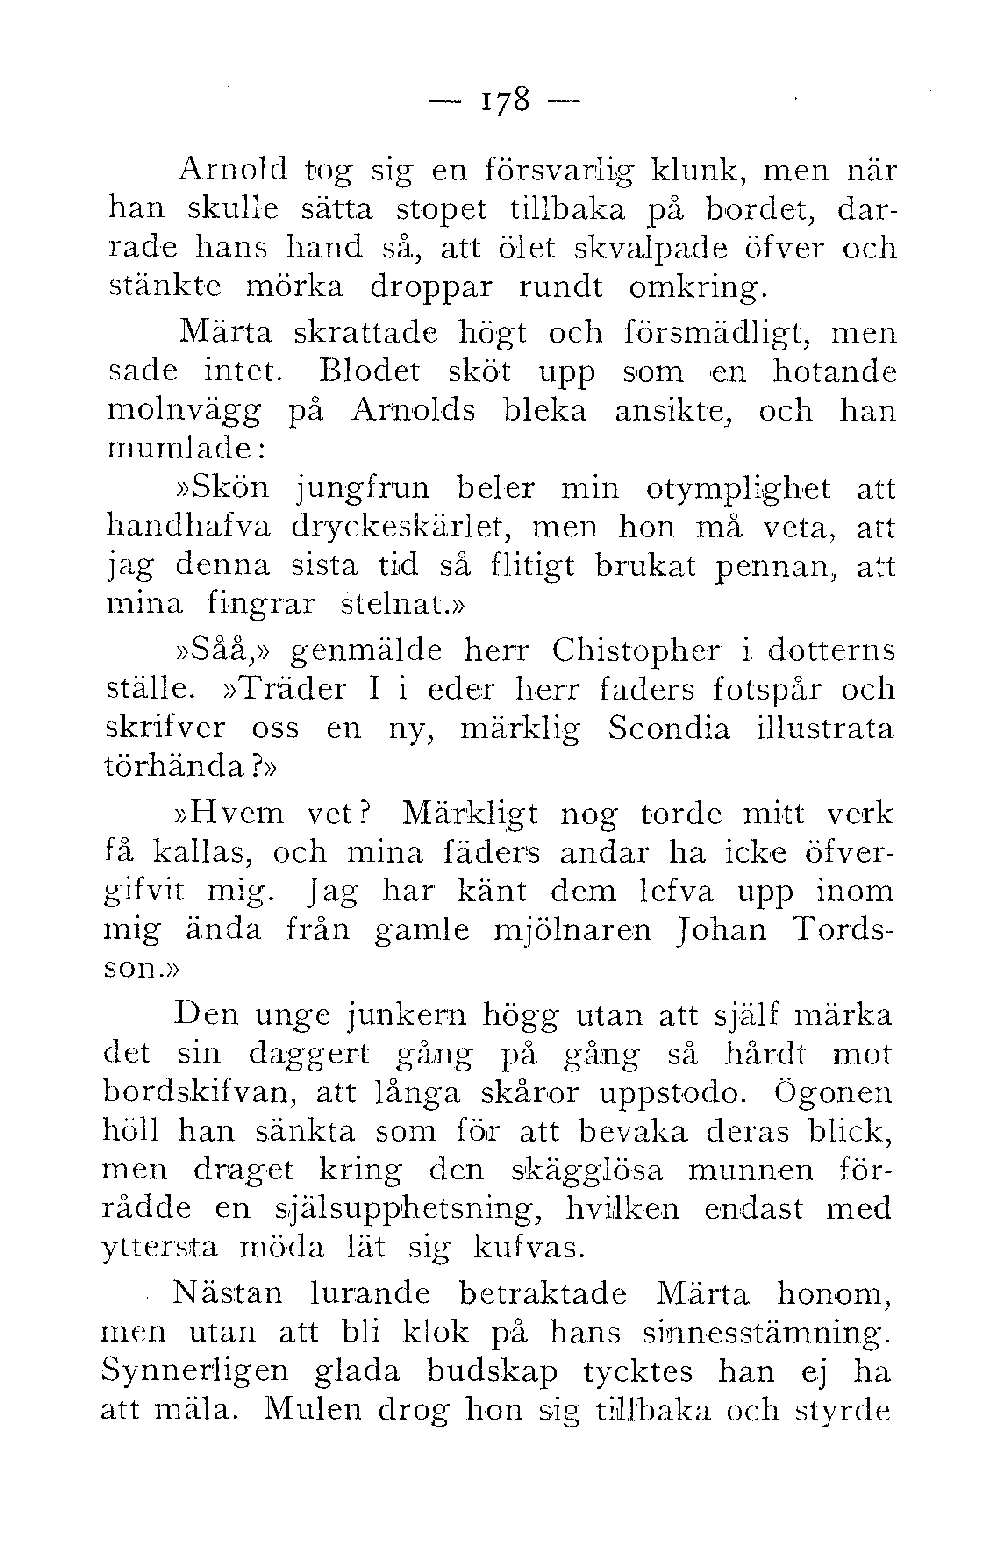 — 178 —
Arnold tog sig en försvarlig klunk, men när
han skulle sätta stopet tillbaka på bordet, dar-
rade hans hand så, att ölet skvalpade öfver och
stänkte mörka droppar rundt omkring.
Märta skrattade högt och försmädligt, men
sade intet. Blodet sköt upp som en hotande
molnvägg på Arnolds bleka ansikte, och han
mumlade:
»Skön jungfrun beler min otymplighet att
handhafva dryckeskärlet, men hon må veta, att
jag denna sista tid så flitigt brukat pennan, att
mina fingrar stelnat.»
»Såå,» genmälde herr Chistopher i dotterns
ställe. »Träder I i eder herr faders fotspår och
skrifver oss en ny, märklig Scondia illustrata
törhända?»
»Hvem vet? Märkligt nog torde mitt verk
få kallas, och mina fäders andar ha icke öfver-
gifvit mig. Jag har känt dem lefva upp inom
mig ända från gamle mjölnaren Johan Tords-
son.»
Den unge junkern högg utan att själf märka
det sin daggert gång på gång så hårdt mot
bordskifvan, att långa skåror uppstodo. Ögonen
höll han sänkta som för att bevaka deras blick,
men draget kring den skägglösa munnen för-
rådde en själsupphetsning, hvilken endast med
yttersta möda lät sig kufvas.
Nästan lurande betraktade Märta honom,
men utan att bli klok på hans sinnesstämning.
Synnerligen glada budskap tycktes han ej ha
att mäla. Mulen drog hon sig tillbaka och styrde